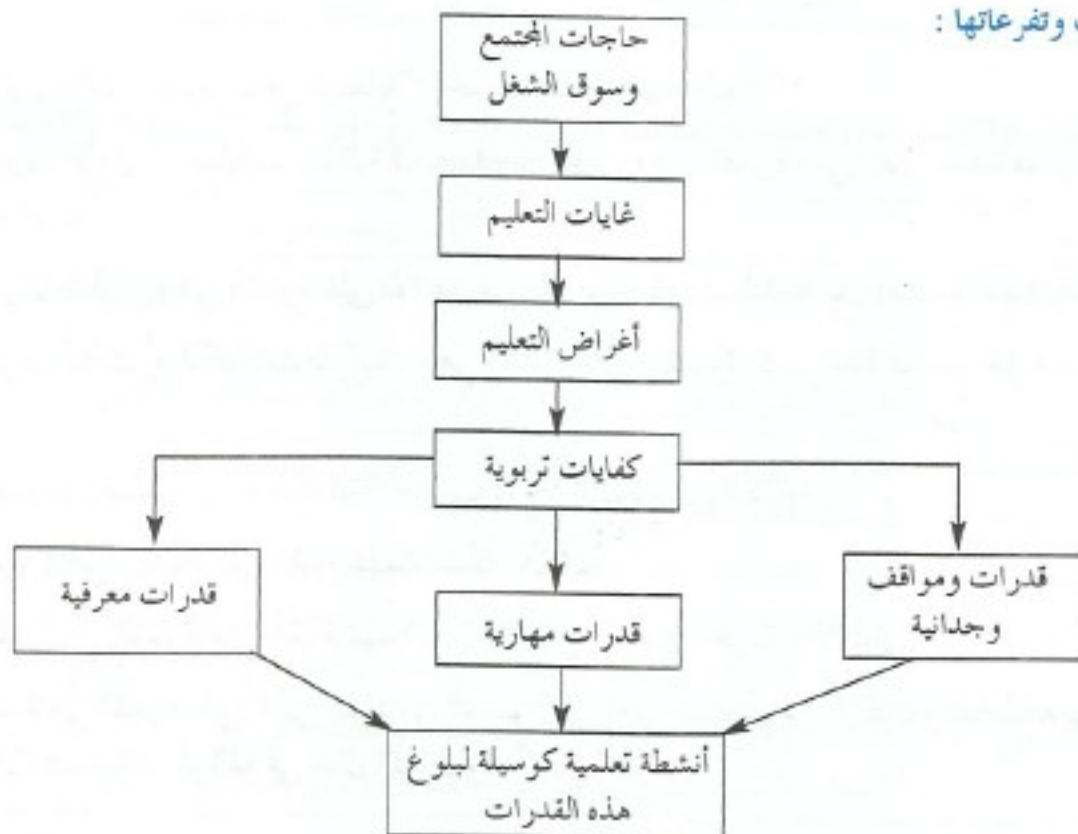 وتفرعاتها :
حاجات المجتمع
وسوق الشغل
غايات التعليم
أغراض التعليم
كفايات تربوية
قدرات ومواقف
وجدانية
قدرات مهارية
قدرات معرفية
أنشطة تعلمية كوسيلة لبلوغ
هذه القدرات